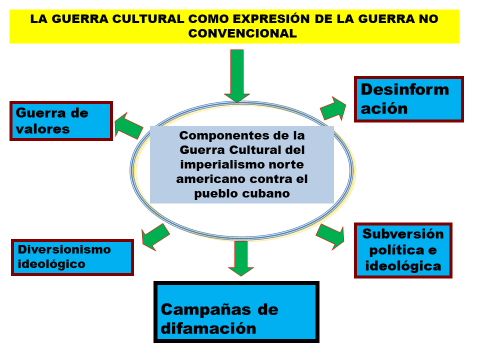 LA GUERRA CULTURAL COMO EXPRESIÓN DE LA GUERRA NO
CONVENCIONAL
Desinform
ación
Guerra de
valores
Componentes de la
Guerra Cultural del
imperialismo norte
americano contra el
pueblo cubano
Diversionismo
ideológico
Subversión
política e
ideológica
Campañas de
difamación